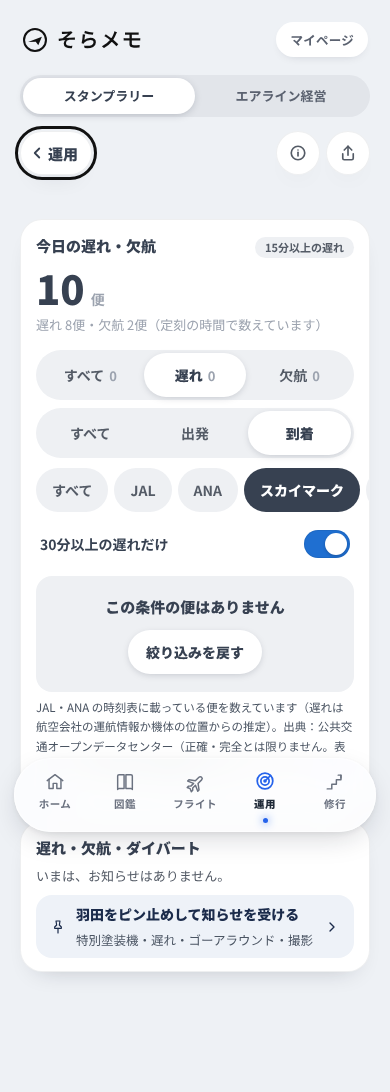 そらメモ
マイページ
スタンプラリー
エアライン経営
運用
今日の遅れ・欠航
15分以上の遅れ
10 便
遅れ 8便・欠航 2便（定刻の時間で数えています）
すべて 0
遅れ 0
欠航 0
すべて
出発
到着
すべて
JAL
ANA
スカイマーク
30分以上の遅れだけ
この条件の便はありません
絞り込みを戻す
JAL・ANA の時刻表に載っている便を数えています（遅れは
航空会社の運航情報か機体の位置からの推定）。出典：公共交
通オープンデータセンター（正確・完全とは限りません。表
ホーム
図鑑
フライト
運用
修行
遅れ・欠航・ダイバート
いまは、お知らせはありません。
羽田をピン止めして知らせを受ける
特別塗装機・遅れ・ゴーアラウンド・撮影